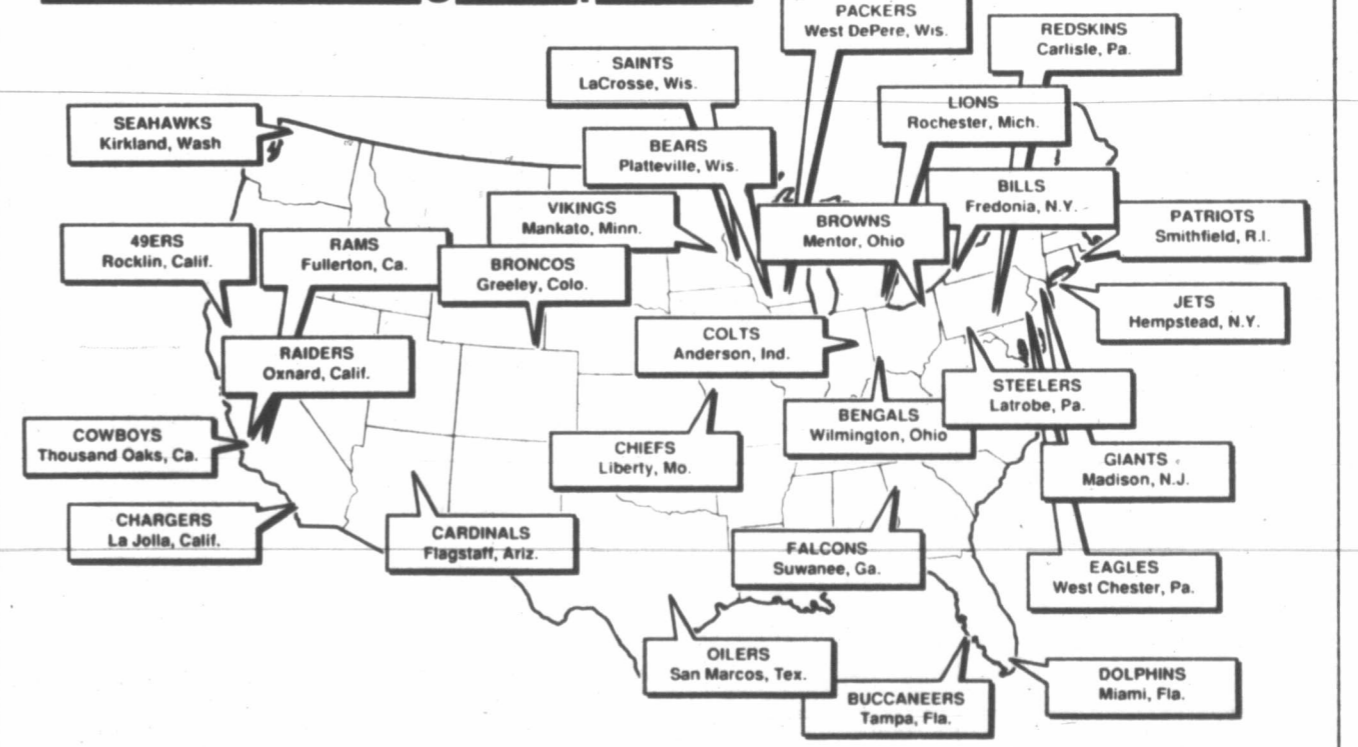 PACKERS
West DePere, Wis.
REDSKINS
Carlisle, Pa.
SAINTS
LaCrosse, Wis.
LIONS
Rochester, Mich.
SEAHAWKS
Kirkland, Wash
BEARS
Platteville, Wis.
BILLS
Fredonia, N.Y.
VIKINGS
Mankato, Minn.
BROWNS
Mentor, Ohio
PATRIOTS
Smithfield, R.I.
49ERS
Rocklin, Calif.
RAMS
Fullerton, Ca.
BRONCOS
Greeley, Colo.
JETS
Hempstead, N.Y.
COLTS
Anderson, Ind.
RAIDERS
Oxnard, Calif.
STEELERS
Latrobe, Pa.
BENGALS
Wilmington, Ohio
COWBOYS
Thousand Oaks, Ca.
CHIEFS
Liberty, Mo.
GIANTS
Madison, N.J.
CHARGERS
La Jolla, Calif.
CARDINALS
Flagstaff, Ariz.
FALCONS
Suwanee, Ga.
EAGLES
West Chester, Pa.
OILERS
San Marcos, Tex.
DOLPHINS
Miami, Fla.
BUCCANEERS
Tampa, Fla.